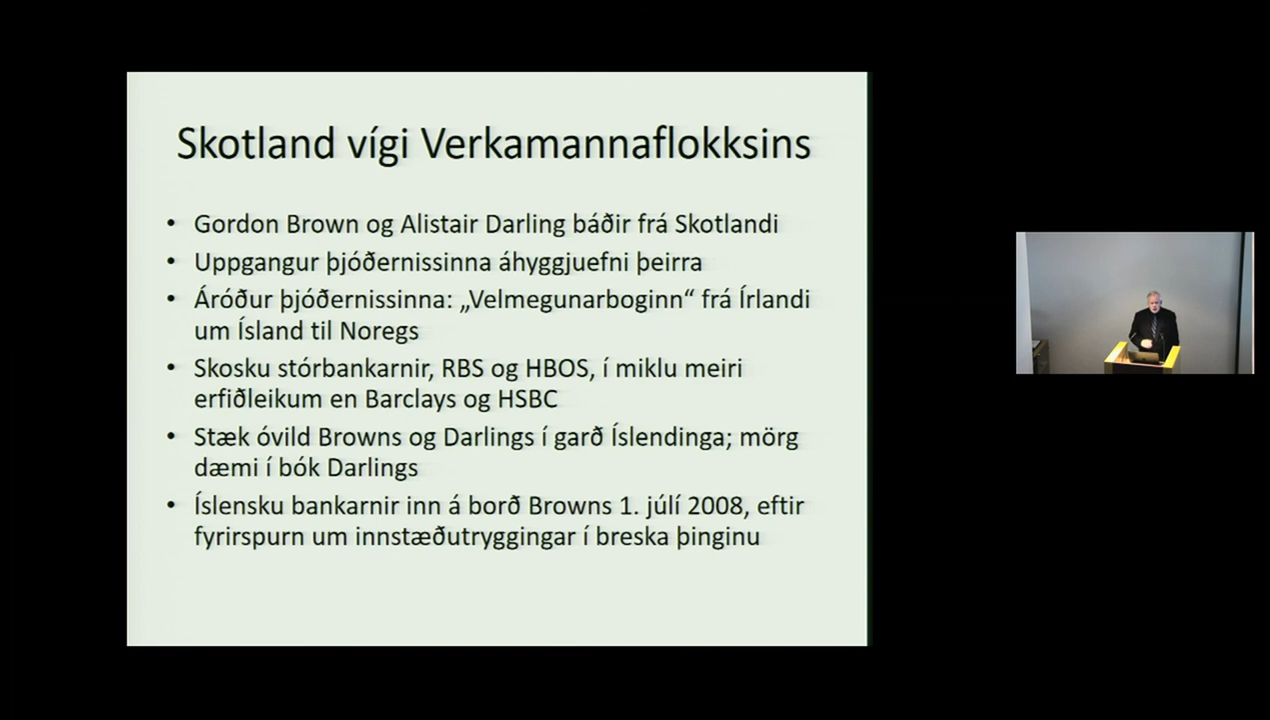 Skotland vígi Verkamannaflokksins
• Gordon Brown og Alistair Darling báðir frá Skotlandi
• Uppgangur þjóðernissinna áhyggjuefni þeirra
• Áróður þjóðernissinna: „Velmegunarboginn“ frá Írlandi
um Ísland til Noregs
• Skosku stórbankarnir, RBS og HBOS, í miklu meiri
erfiðleikum en Barclays og HSBC
• Stæk óvild Browns og Darlings í garð Íslendinga; mörg
dæmi í bók Darlings
• Íslensku bankarnir inn á borð Browns 1. júlí 2008, eftir
fyrirspurn um innstæðutryggingar í breska þinginu